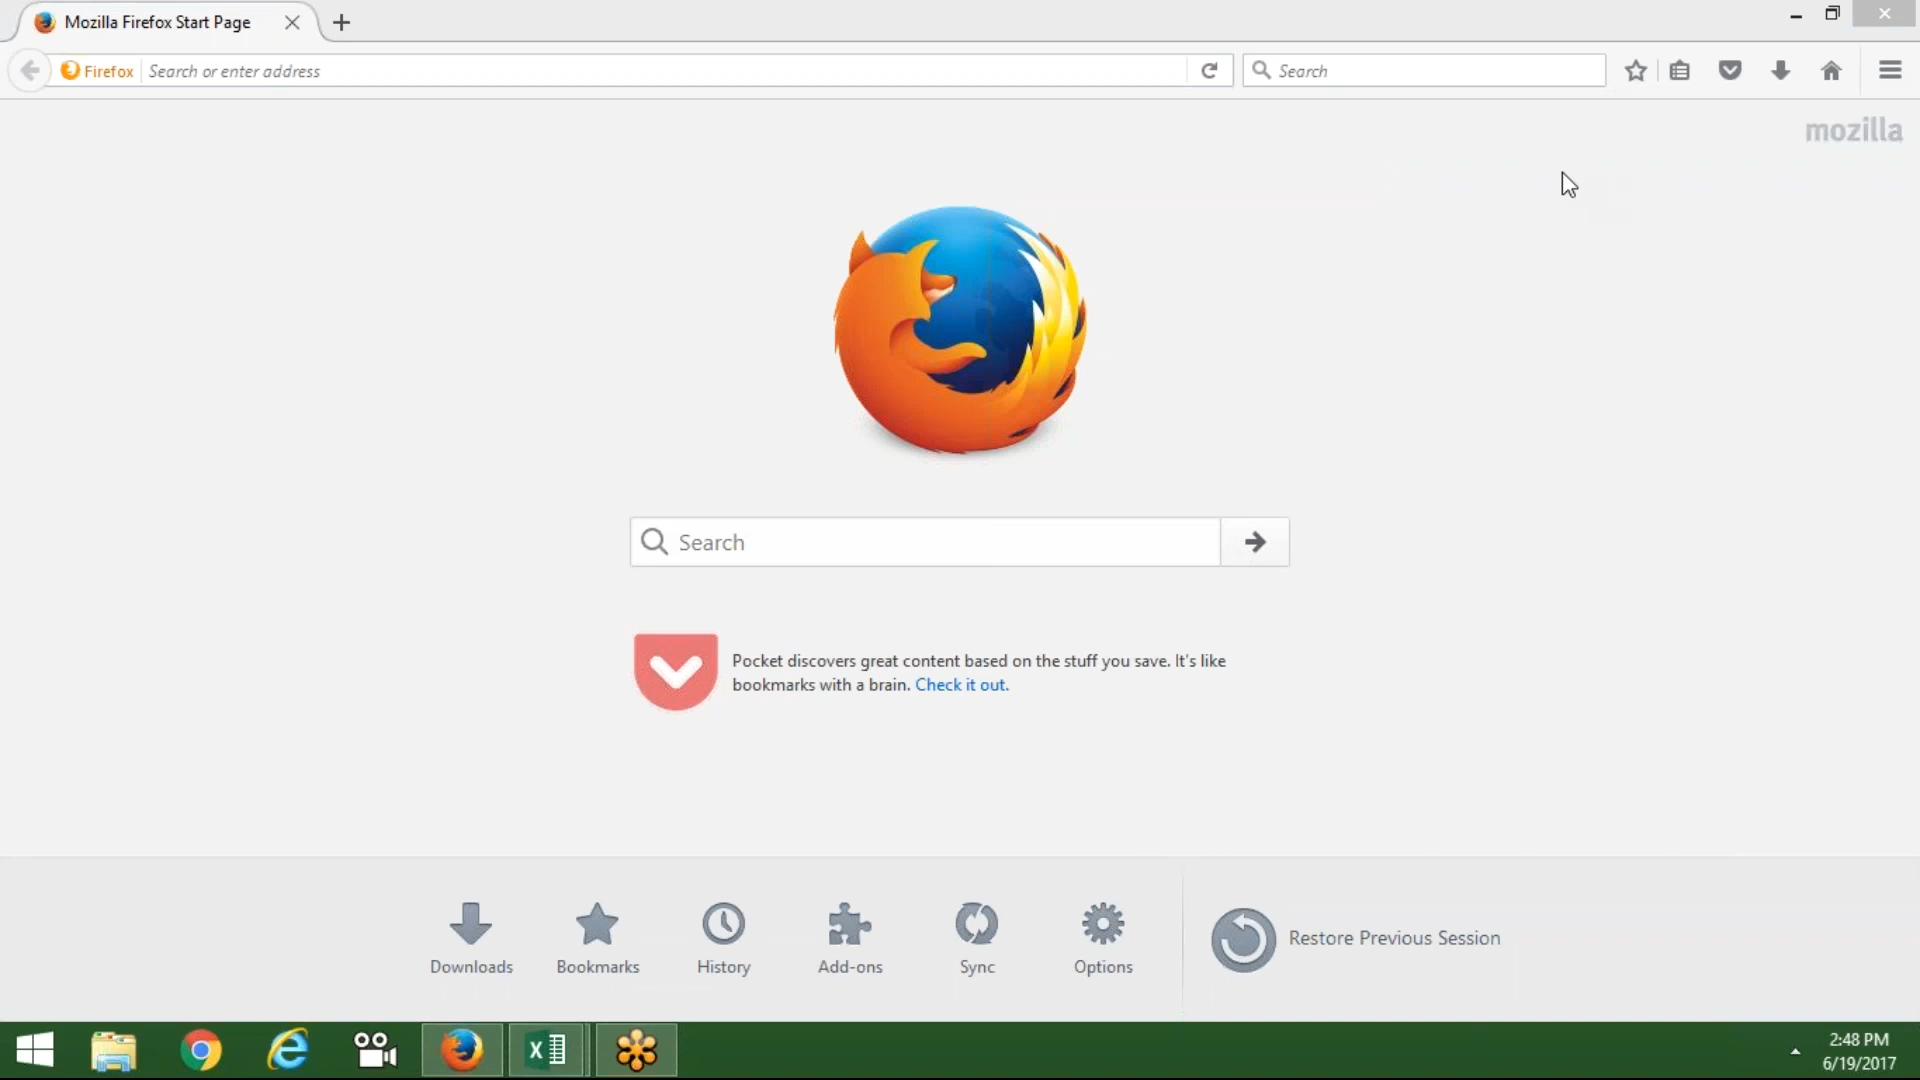 Mozilla Firefox Start Page
Firefox
Search or enter address
Search
mozilla
Search
Pocket discovers great content based on the stuff you save. It's like
bookmarks with a brain. Check it out.
Downloads
Bookmarks
History
Add-ons
Sync
Options
Restore Previous Session
2:48 PM
6/19/2017